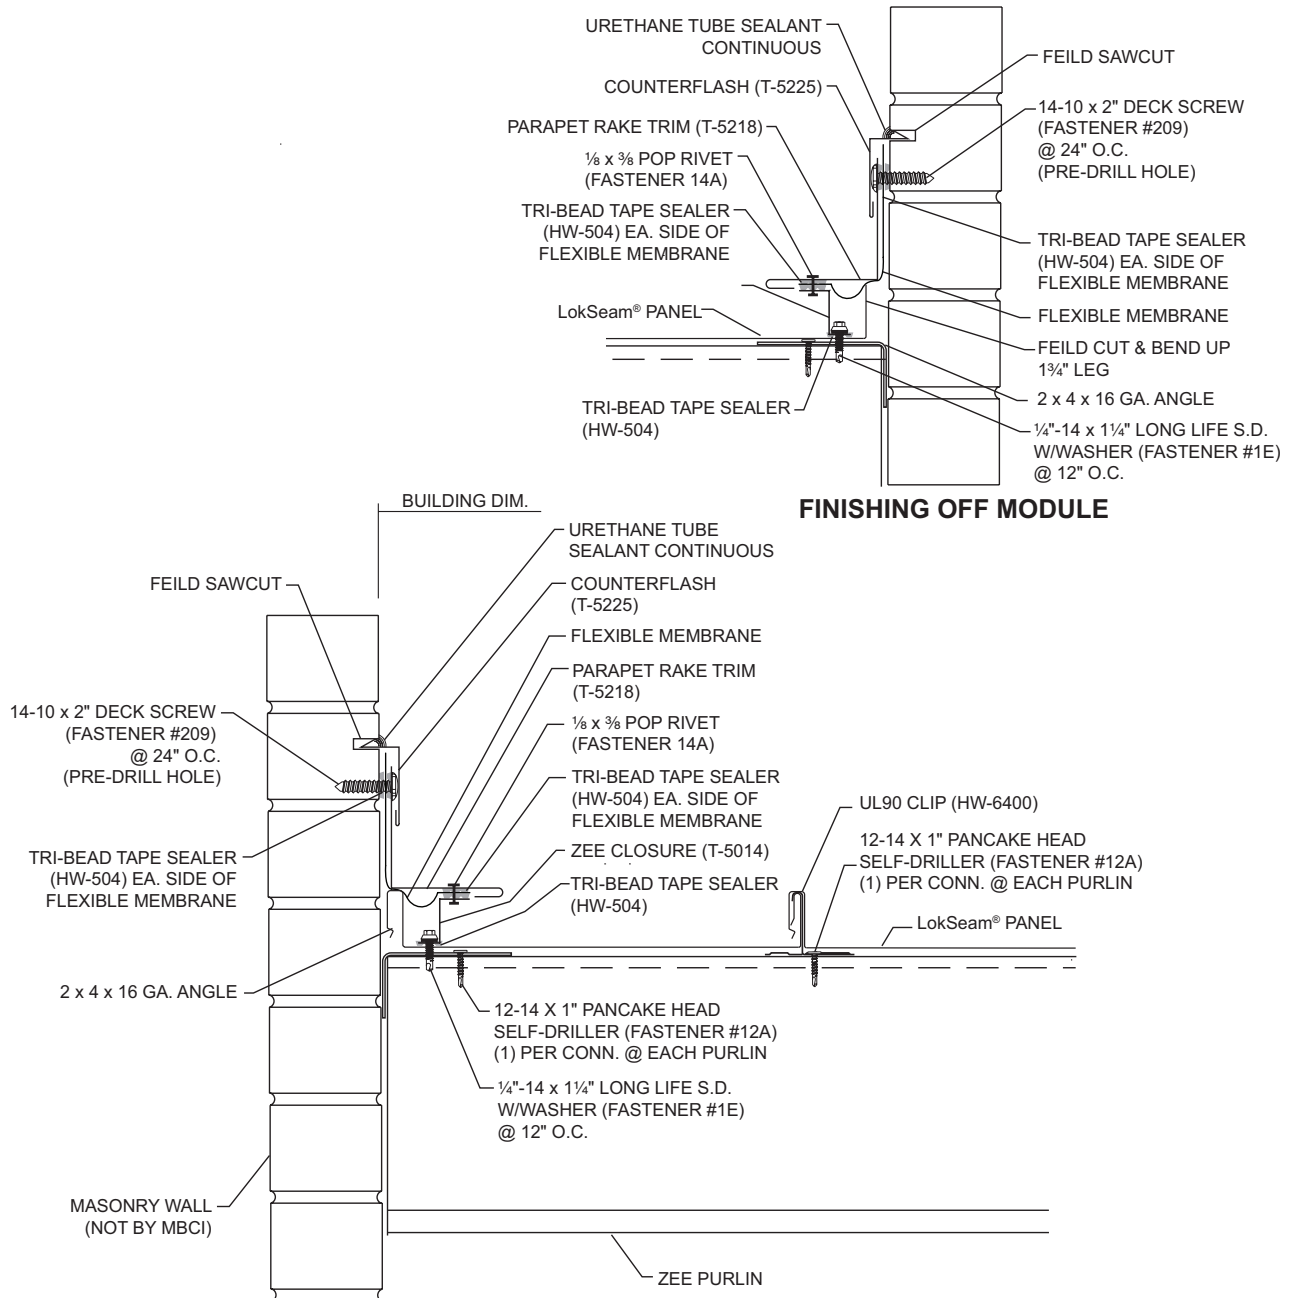 URETHANE TUBE SEALANT
CONTINUOUS
COUNTERFLASH (T-5225)
PARAPET RAKE TRIM (T-5218)
⅛ x ⅜ POP RIVET
(FASTENER 14A)
TRI-BEAD TAPE SEALER
(HW-504) EA. SIDE OF
FLEXIBLE MEMBRANE
LokSeam® PANEL
TRI-BEAD TAPE SEALER
(HW-504)
FEILD SAWCUT
14-10 x 2" DECK SCREW
(FASTENER #209)
@ 24" O.C.
(PRE-DRILL HOLE)
TRI-BEAD TAPE SEALER
(HW-504) EA. SIDE OF
FLEXIBLE MEMBRANE
FLEXIBLE MEMBRANE
FEILD CUT & BEND UP
1¾" LEG
2 x 4 x 16 GA. ANGLE
¼"-14 x 1¼" LONG LIFE S.D.
W/WASHER (FASTENER #1E)
@ 12" O.C.
FINISHING OFF MODULE
BUILDING DIM.
FEILD SAWCUT
14-10 x 2" DECK SCREW
(FASTENER #209)
@ 24" O.C.
(PRE-DRILL HOLE)
TRI-BEAD TAPE SEALER
(HW-504) EA. SIDE OF
FLEXIBLE MEMBRANE
2 x 4 x 16 GA. ANGLE
MASONRY WALL
(NOT BY MBCI)
URETHANE TUBE
SEALANT CONTINUOUS
COUNTERFLASH
(T-5225)
FLEXIBLE MEMBRANE
PARAPET RAKE TRIM
(T-5218)
⅛ x ⅜ POP RIVET
(FASTENER 14A)
TRI-BEAD TAPE SEALER
(HW-504) EA. SIDE OF
FLEXIBLE MEMBRANE
ZEE CLOSURE (T-5014)
TRI-BEAD TAPE SEALER
(HW-504)
12-14 X 1" PANCAKE HEAD
SELF-DRILLER (FASTENER #12A)
(1) PER CONN. @ EACH PURLIN
¼"-14 x 1¼" LONG LIFE S.D.
W/WASHER (FASTENER #1E)
@ 12" O.C.
UL90 CLIP (HW-6400)
12-14 X 1" PANCAKE HEAD
SELF-DRILLER (FASTENER #12A)
(1) PER CONN. @ EACH PURLIN
LokSeam® PANEL
ZEE PURLIN